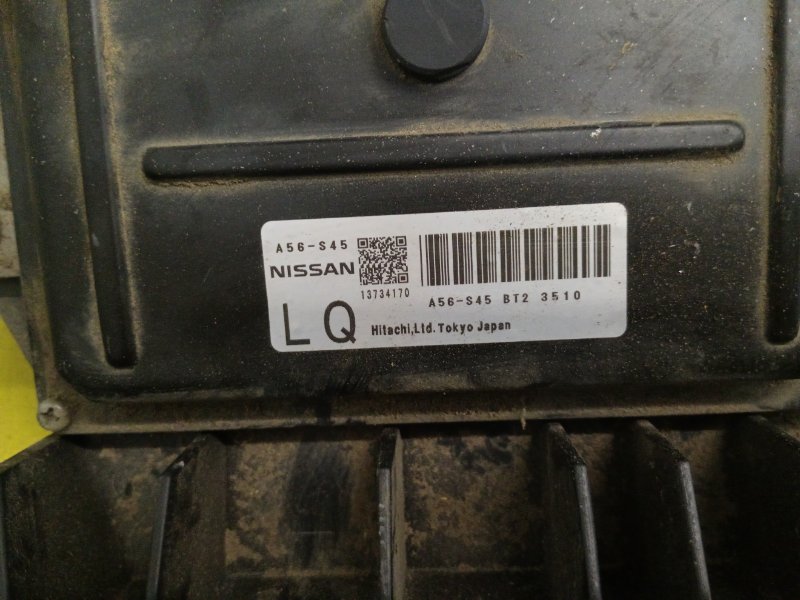 A56-S45
NISSAN
13734170
A56-S45 BT2 3510
LQ
Hitachi,Ltd.Tokyo Japan